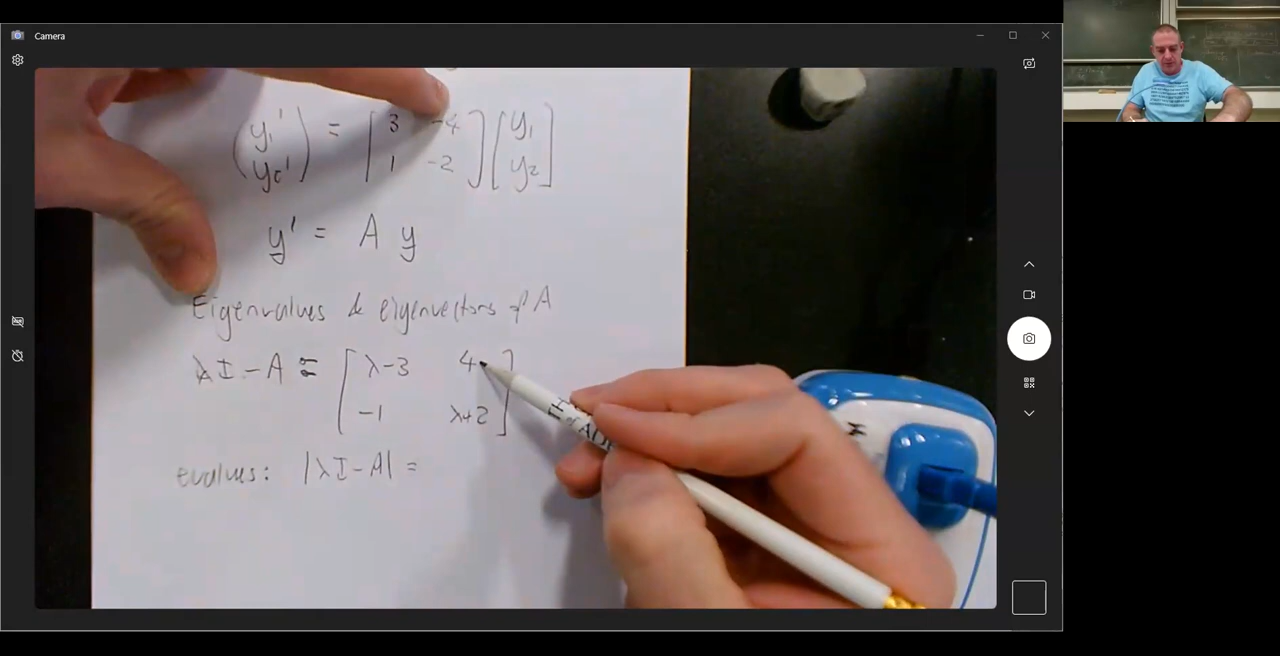 Camera
(y₁' y₂') = [3 -4; 1 -2] [y₁ y₂]
y' = A y
Eigenvalues & eigenvectors of A
λI - A = [λ-3 4; -1 λ+2]
evalues: |λI - A| =